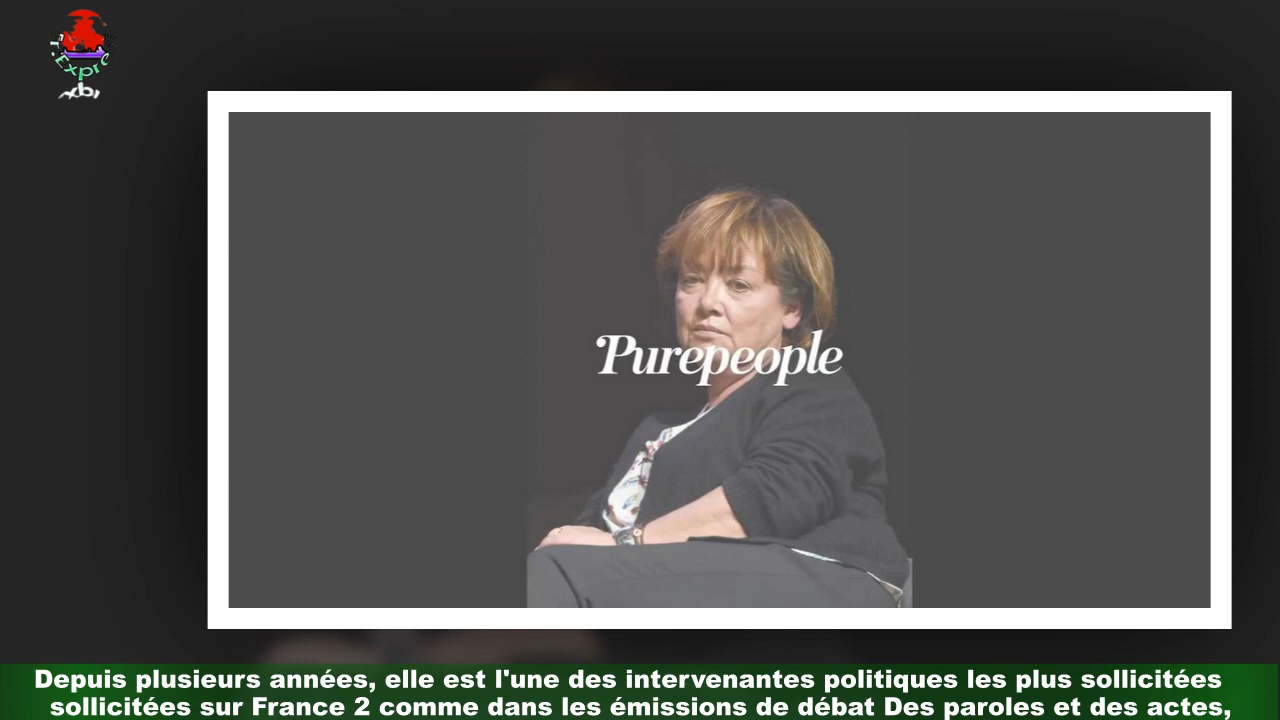 Purepeople
Depuis plusieurs années, elle est l'une des intervenantes politiques les plus sollicitées
sollicitées sur France 2 comme dans les émissions de débat Des paroles et des actes,